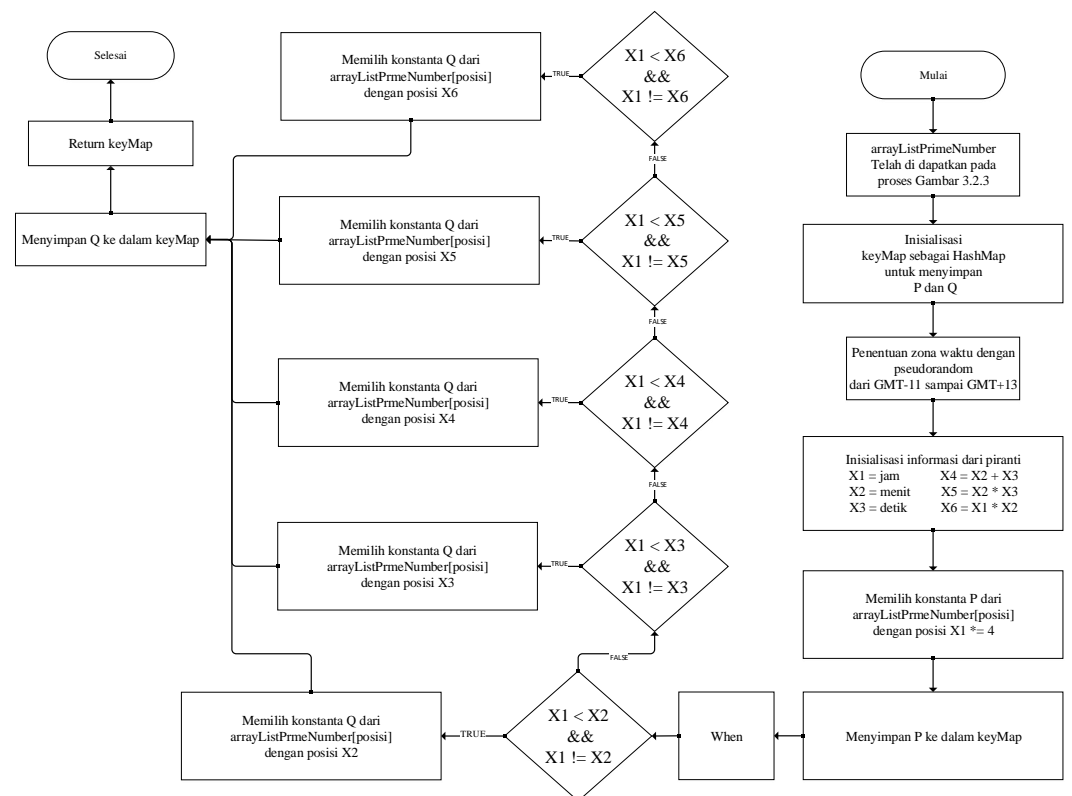 Mulai
arrayListPrimeNumber
Telah di dapatkan pada
proses Gambar 3.2.3
Inisialisasi
keyMap sebagai HashMap
untuk menyimpan
P dan Q
Penentuan zona waktu dengan
pseudorandom
dari GMT-11 sampai GMT+13
Inisialisasi informasi dari piranti
X1 = jam X4 = X2 + X3
X2 = menit X5 = X2 * X3
X3 = detik X6 = X1 * X2
Memilih konstanta P dari
arrayListPrmeNumber[posisi]
dengan posisi X1 *= 4
Menyimpan P ke dalam keyMap
When
X1 < X2
&&
X1 != X2
TRUE
Memilih konstanta Q dari
arrayListPrmeNumber[posisi]
dengan posisi X2
FALSE
X1 < X3
&&
X1 != X3
TRUE
Memilih konstanta Q dari
arrayListPrmeNumber[posisi]
dengan posisi X3
FALSE
X1 < X4
&&
X1 != X4
TRUE
Memilih konstanta Q dari
arrayListPrmeNumber[posisi]
dengan posisi X4
FALSE
X1 < X5
&&
X1 != X5
TRUE
Memilih konstanta Q dari
arrayListPrmeNumber[posisi]
dengan posisi X5
FALSE
X1 < X6
&&
X1 != X6
TRUE
Memilih konstanta Q dari
arrayListPrmeNumber[posisi]
dengan posisi X6
Menyimpan Q ke dalam keyMap
Return keyMap
Selesai